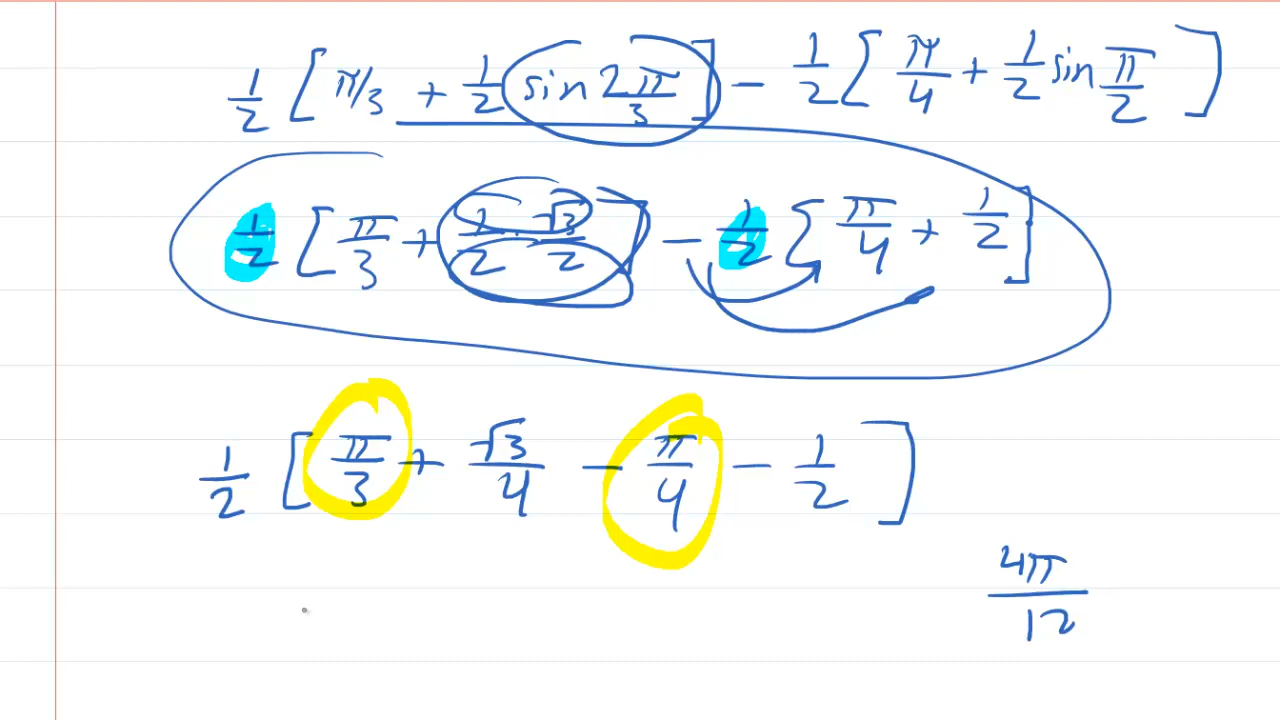 1/2 [ π/3 + 1/2 sin 2π/3 ] − 1/2 [ π/4 + 1/2 sin π/2 ]
1/2 [ π/3 + 1/2 · √3/2 ] − 1/2 [ π/4 + 1/2 ]
1/2 [ π/3 + √3/4 − π/4 − 1/2 ]
4π/12